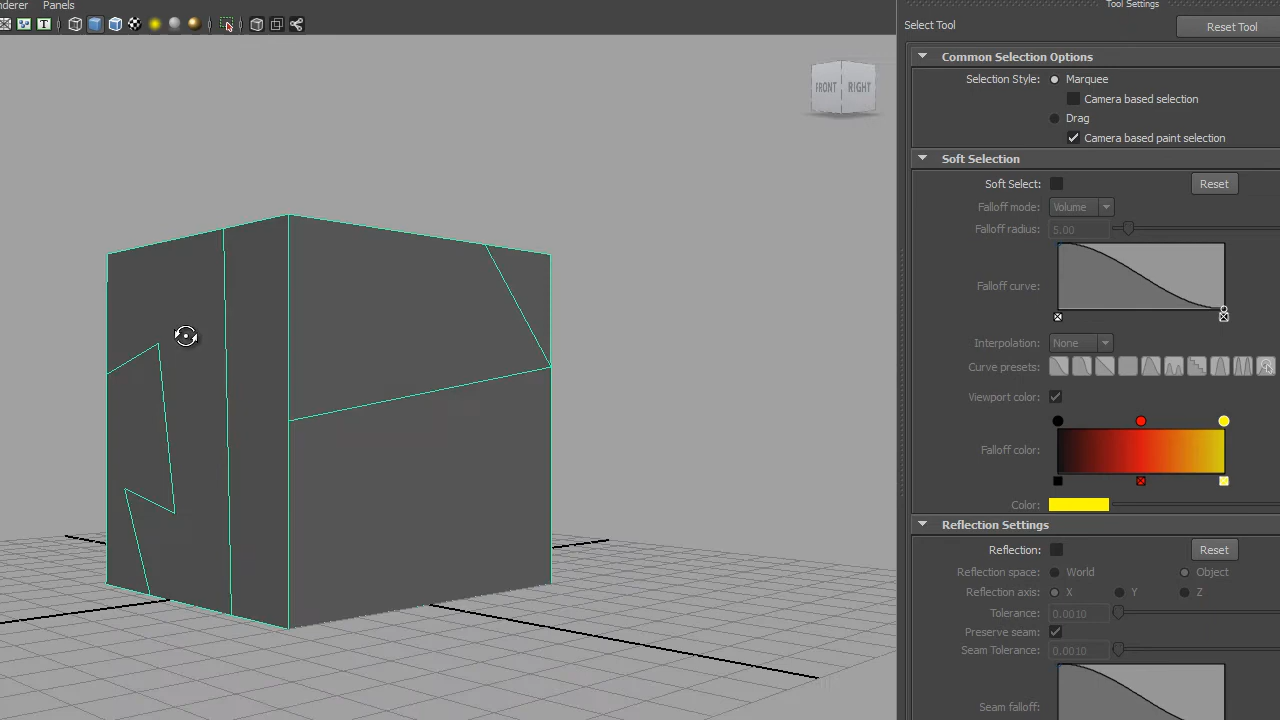 nderer Panels
Tool Settings
Select Tool
Reset Tool
Common Selection Options
Selection Style: Marquee
Camera based selection
Drag
Camera based paint selection
Soft Selection
Soft Select: Reset
Falloff mode: Volume
Falloff radius: 5.00
Falloff curve:
Interpolation: None
Curve presets:
Viewport color:
Falloff color:
Color:
Reflection Settings
Reflection: Reset
Reflection space: World Object
Reflection axis: X Y Z
Tolerance: 0.0010
Preserve seam:
Seam Tolerance: 0.0010
Seam falloff:
FRONT RIGHT
T